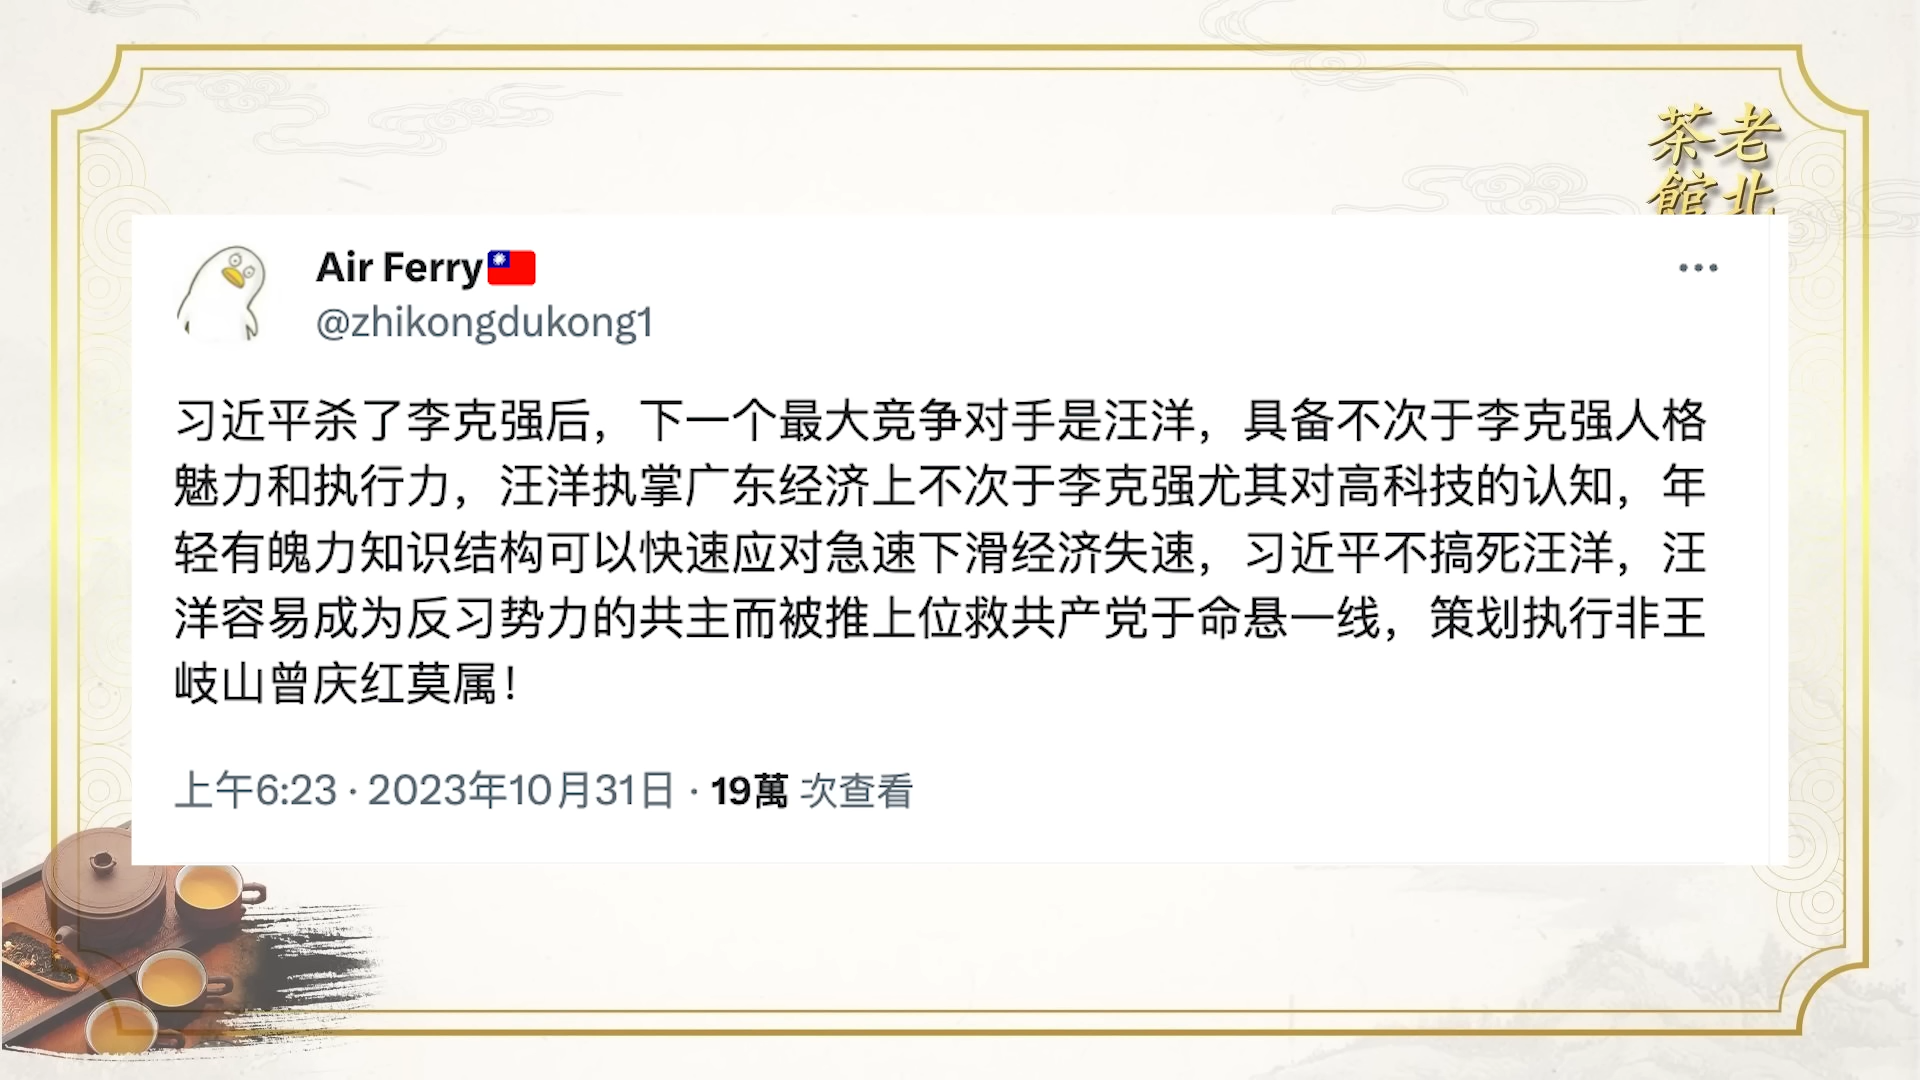 老北
茶館
Air Ferry🇹🇼
@zhikongdukong1
习近平杀了李克强后，下一个最大竞争对手是汪洋，具备不次于李克强人格
魅力和执行力，汪洋执掌广东经济上不次于李克强尤其对高科技的认知，年
轻有魄力知识结构可以快速应对急速下滑经济失速，习近平不搞死汪洋，汪
洋容易成为反习势力的共主而被推上位救共产党于命悬一线，策划执行非王
岐山曾庆红莫属！
上午6:23 · 2023年10月31日 · 19萬 次查看